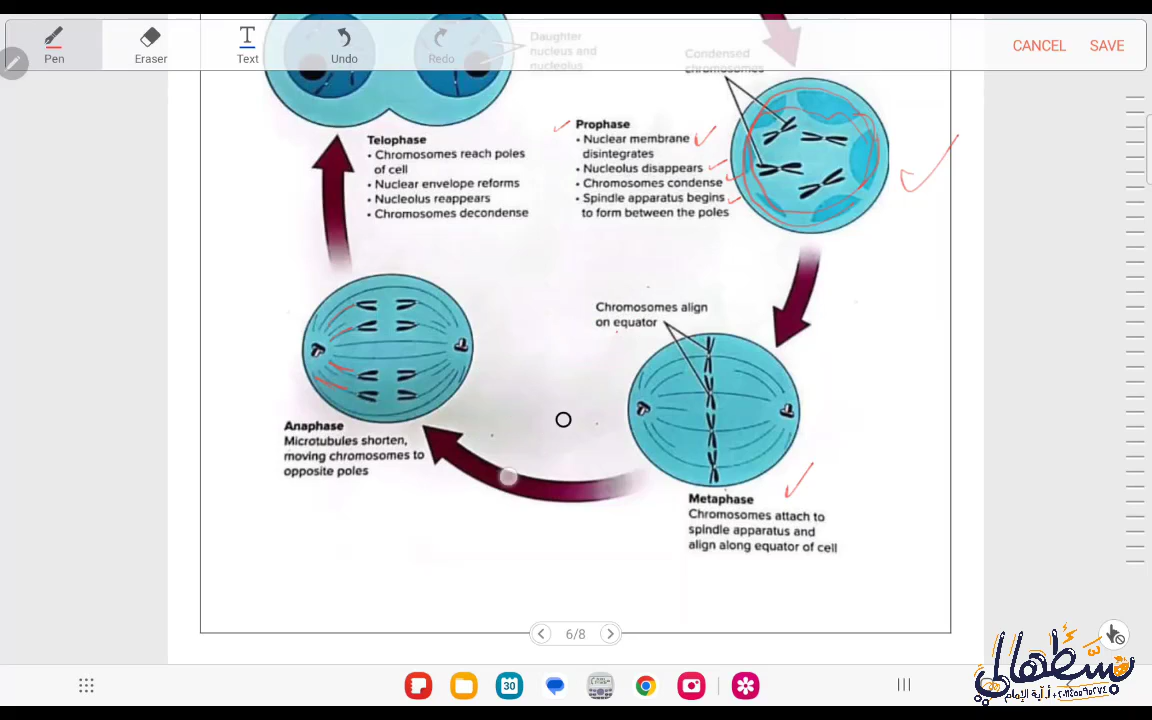 Pen
Eraser
T
Text
Undo
Redo
CANCEL
SAVE
Daughter
nucleus and
nucleolus
Condensed
chromosomes
Telophase
• Chromosomes reach poles
of cell
• Nuclear envelope reforms
• Nucleolus reappears
• Chromosomes decondense
Prophase
• Nuclear membrane
disintegrates
• Nucleolus disappears
• Chromosomes condense
• Spindle apparatus begins
to form between the poles
Chromosomes align
on equator
Anaphase
Microtubules shorten,
moving chromosomes to
opposite poles
Metaphase
Chromosomes attach to
spindle apparatus and
align along equator of cell
6/8
30
أ. آية الإمام